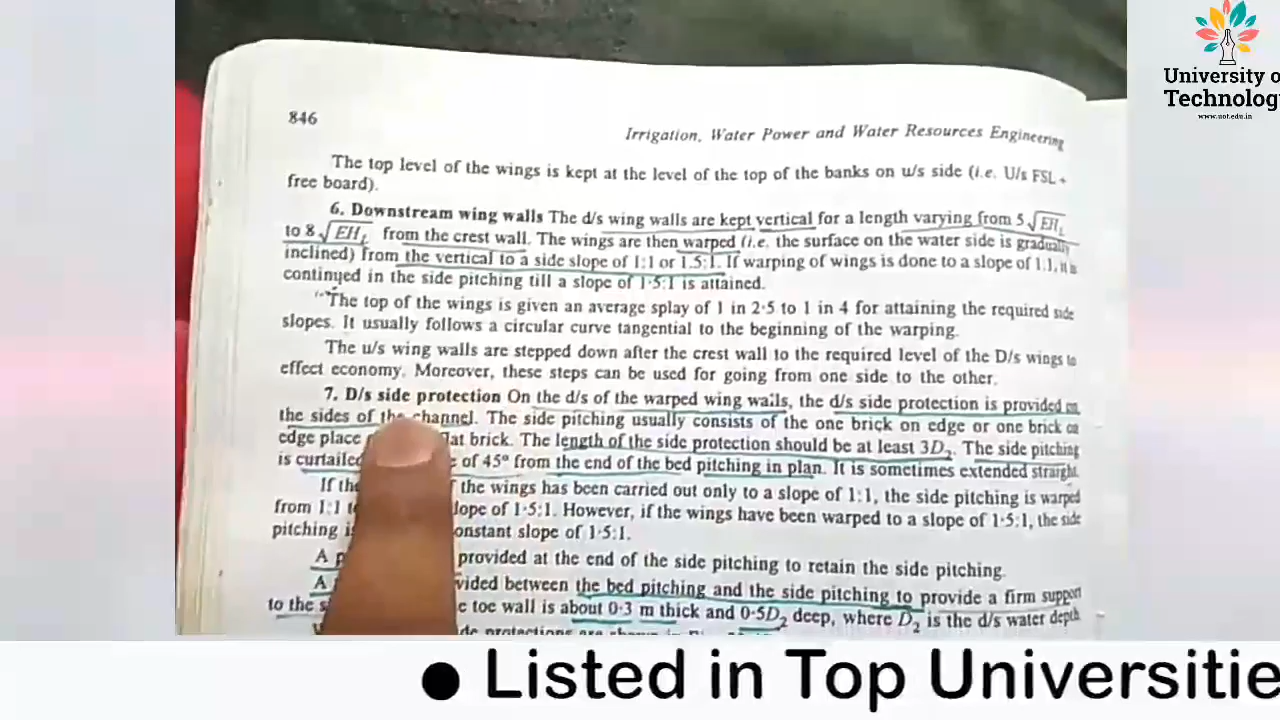 846
Irrigation, Water Power and Water Resources Engineering
The top level of the wings is kept at the level of the top of the banks on u/s side (i.e. U/s FSL +
free board).
6. Downstream wing walls The d/s wing walls are kept vertical for a length varying from 5√EH_L
to 8√EH_L from the crest wall. The wings are then warped (i.e. the surface on the water side is gradually
inclined) from the vertical to a side slope of 1:1 or 1.5:1. If warping of wings is done to a slope of 1:1, it is
continued in the side pitching till a slope of 1·5:1 is attained.
The top of the wings is given an average splay of 1 in 2·5 to 1 in 4 for attaining the required side
slopes. It usually follows a circular curve tangential to the beginning of the warping.
The u/s wing walls are stepped down after the crest wall to the required level of the D/s wings to
effect economy. Moreover, these steps can be used for going from one side to the other.
7. D/s side protection On the d/s of the warped wing walls, the d/s side protection is provided on
the sides of the channel. The side pitching usually consists of the one brick on edge or one brick on
edge place flat brick. The length of the side protection should be at least 3D₂. The side pitching
is curtailed of 45° from the end of the bed pitching in plan. It is sometimes extended straight.
If the the wings has been carried out only to a slope of 1:1, the side pitching is warped
from 1:1 slope of 1·5:1. However, if the wings have been warped to a slope of 1·5:1, the side
pitching is constant slope of 1·5:1.
A provided at the end of the side pitching to retain the side pitching.
A provided between the bed pitching and the side pitching to provide a firm support
to the toe wall is about 0·3 m thick and 0·5D₂ deep, where D₂ is the d/s water depth
protections are shown in
University o
Technology
www.uot.edu.in
● Listed in Top Universitie